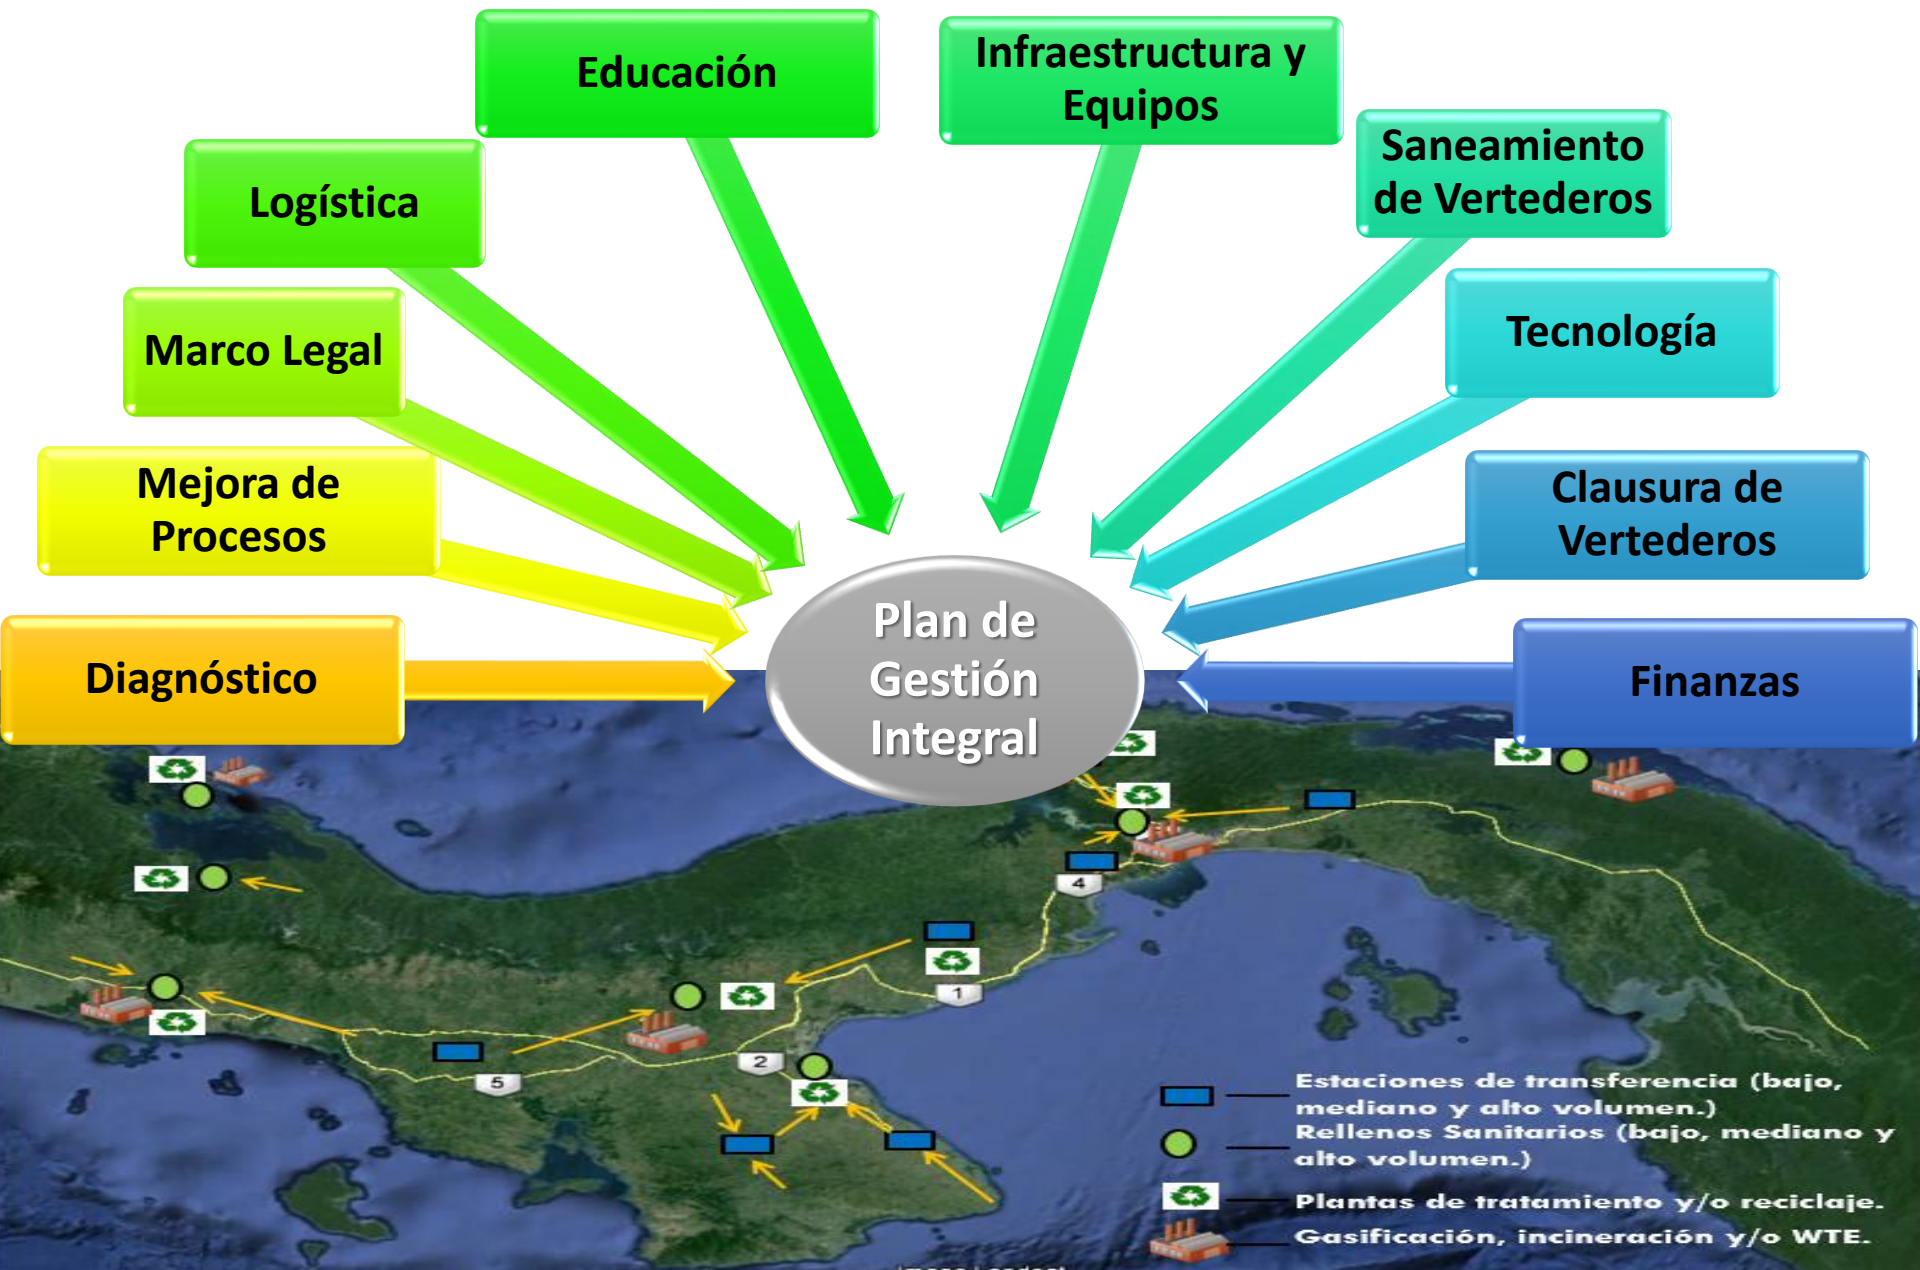 Educación
Infraestructura y
Equipos
Saneamiento
de Vertederos
Logística
Tecnología
Marco Legal
Mejora de
Procesos
Clausura de
Vertederos
Diagnóstico
Plan de
Gestión
Integral
Finanzas
4
1
2
5
Estaciones de transferencia (bajo,
mediano y alto volumen.)
Rellenos Sanitarios (bajo, mediano y
alto volumen.)
Plantas de tratamiento y/o reciclaje.
Gasificación, incineración y/o WTE.